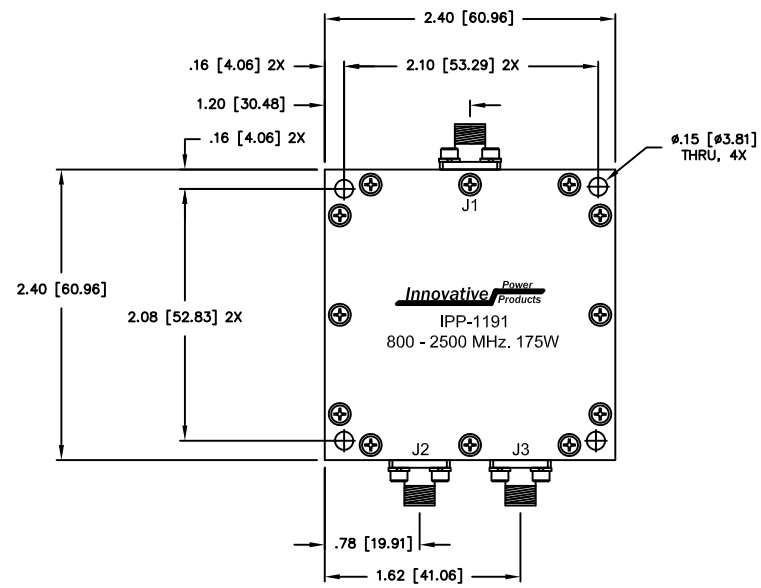 2.40 [60.96]
.16 [4.06] 2X
2.10 [53.29] 2X
1.20 [30.48]
.16 [4.06] 2X
ø.15 [ø3.81]
THRU, 4X
J1
2.40 [60.96]
2.08 [52.83] 2X
Innovative Power Products
IPP-1191
800 - 2500 MHz. 175W
J2
J3
.78 [19.91]
1.62 [41.06]